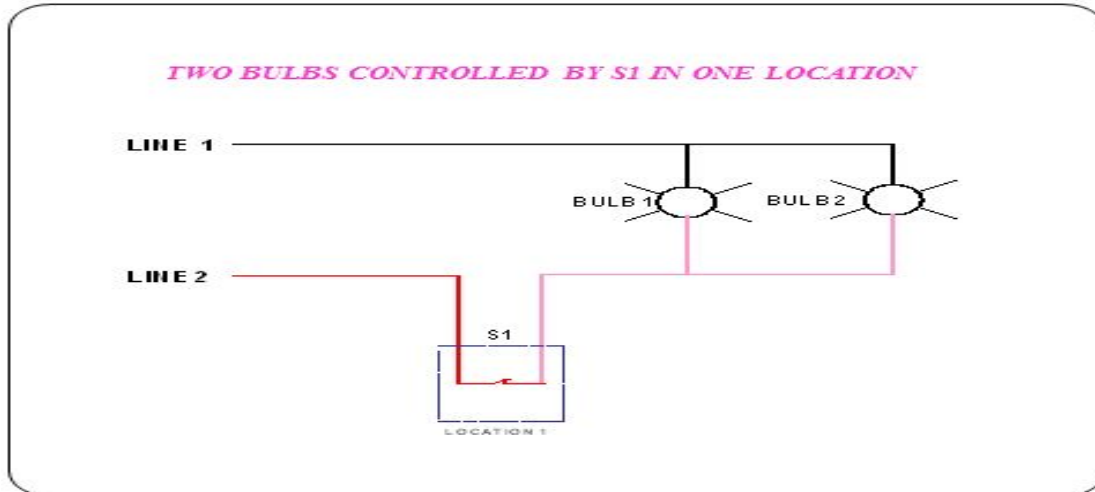 TWO BULBS CONTROLLED BY S1 IN ONE LOCATION
LINE 1
BULB 1
BULB 2
LINE 2
S1
LOCATION 1